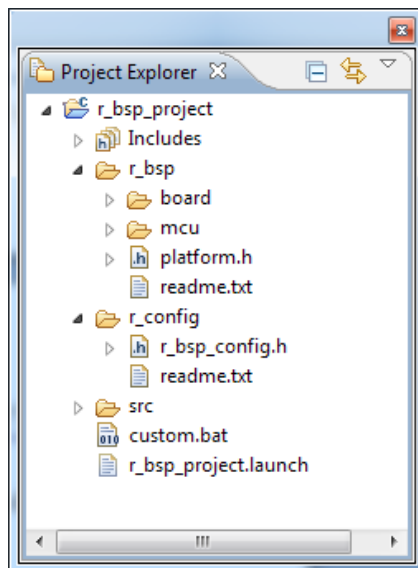 Project Explorer
r_bsp_project
Includes
r_bsp
board
mcu
platform.h
readme.txt
r_config
r_bsp_config.h
readme.txt
src
custom.bat
r_bsp_project.launch